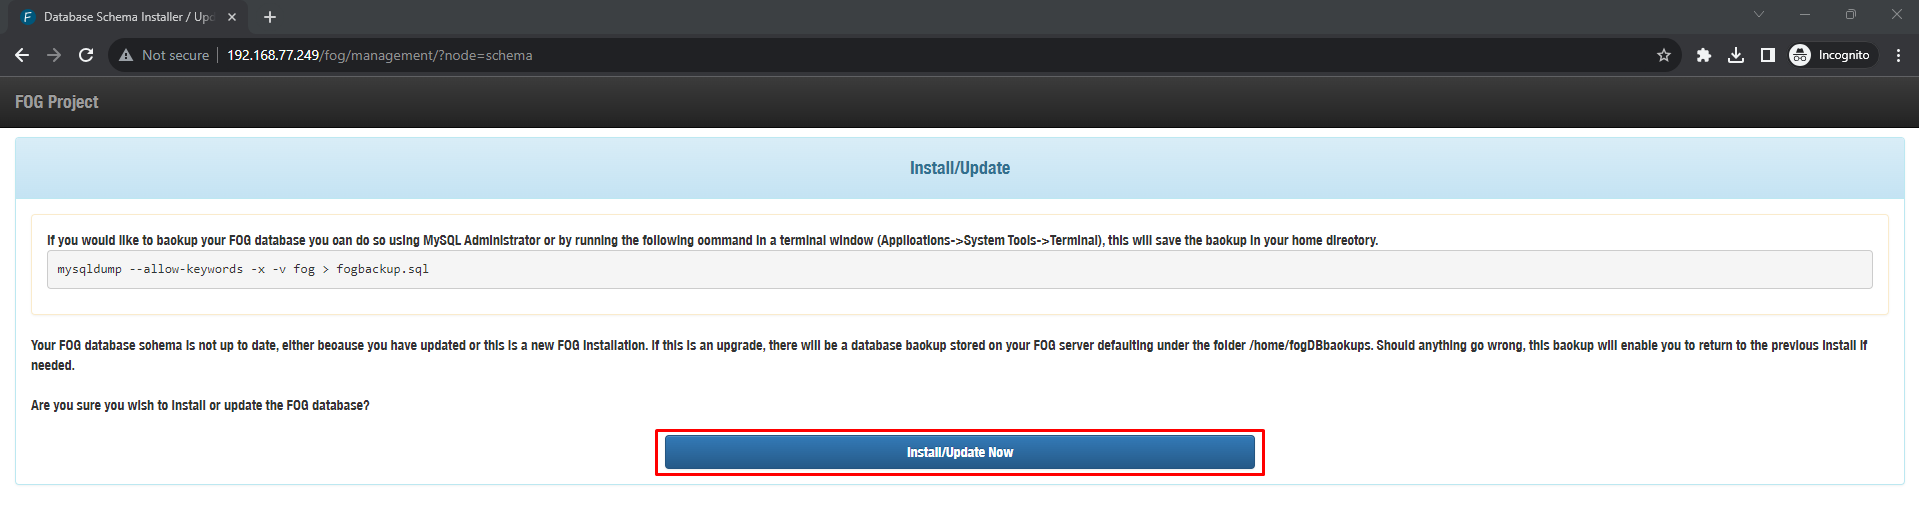 Database Schema Installer / Upd
Not secure
192.168.77.249/fog/management/?node=schema
Incognito
FOG Project
Install/Update
If you would like to backup your FOG database you can do so using MySQL Administrator or by running the following command in a terminal window (Applications->System Tools->Terminal), this will save the backup in your home directory.
mysqldump --allow-keywords -x -v fog > fogbackup.sql
Your FOG database schema is not up to date, either because you have updated or this is a new FOG installation. If this is an upgrade, there will be a database backup stored on your FOG server defaulting under the folder /home/fogDBbackups. Should anything go wrong, this backup will enable you to return to the previous install if
needed.
Are you sure you wish to install or update the FOG database?
Install/Update Now